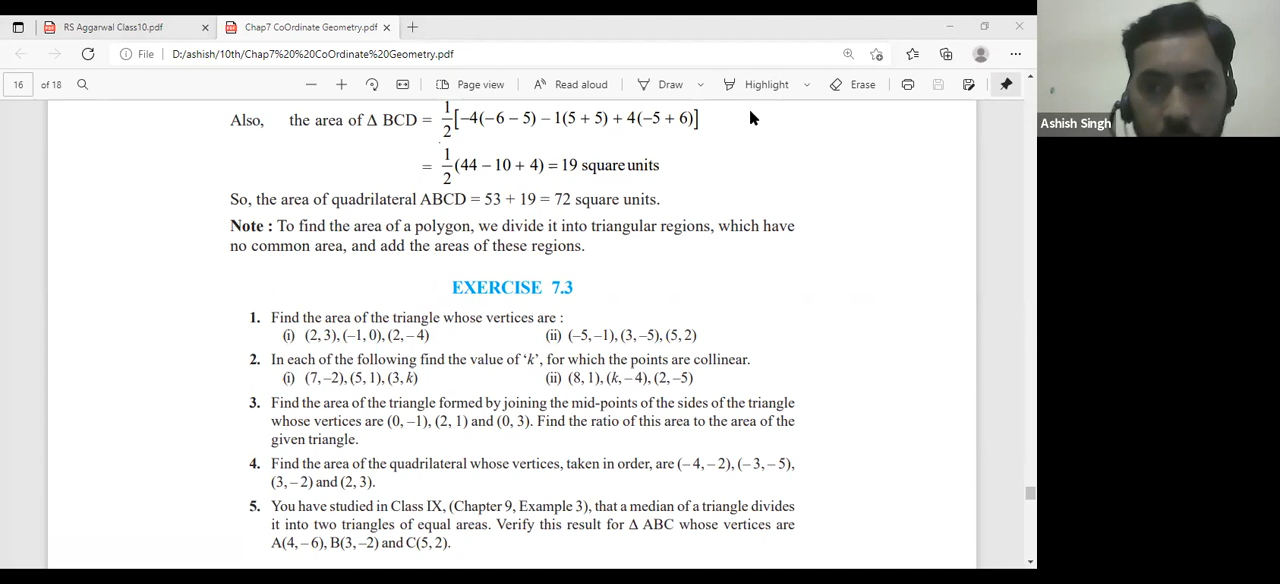 RS Aggarwal Class10.pdf
Chap7 CoOrdinate Geometry.pdf
File D:/ashish/10th/Chap7%20%20CoOrdinate%20Geometry.pdf
16 of 18 Page view Read aloud Draw Highlight Erase
Ashish Singh
Also, the area of Δ BCD = 1/2[−4(−6 − 5) − 1(5 + 5) + 4(−5 + 6)]
= 1/2(44 − 10 + 4) = 19 square units
So, the area of quadrilateral ABCD = 53 + 19 = 72 square units.
Note : To find the area of a polygon, we divide it into triangular regions, which have
no common area, and add the areas of these regions.
EXERCISE 7.3
1. Find the area of the triangle whose vertices are :
(i) (2, 3), (−1, 0), (2, − 4) (ii) (−5, −1), (3, −5), (5, 2)
2. In each of the following find the value of ‘k’, for which the points are collinear.
(i) (7, −2), (5, 1), (3, k) (ii) (8, 1), (k, − 4), (2, −5)
3. Find the area of the triangle formed by joining the mid-points of the sides of the triangle
whose vertices are (0, −1), (2, 1) and (0, 3). Find the ratio of this area to the area of the
given triangle.
4. Find the area of the quadrilateral whose vertices, taken in order, are (− 4, − 2), (− 3, − 5),
(3, − 2) and (2, 3).
5. You have studied in Class IX, (Chapter 9, Example 3), that a median of a triangle divides
it into two triangles of equal areas. Verify this result for Δ ABC whose vertices are
A(4, − 6), B(3, −2) and C(5, 2).